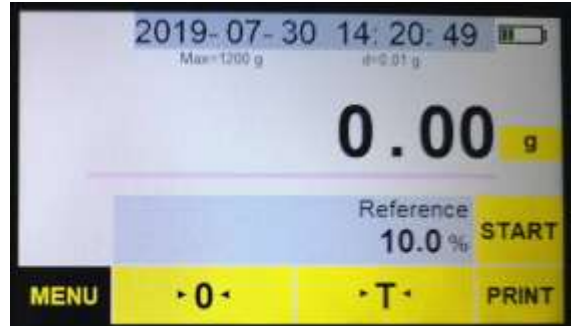 2019-07-30 14:20:49
Max=1200 g d=0.01 g
0.00 g
Reference
10.0 %
START
MENU ►0◄ ►T◄ PRINT